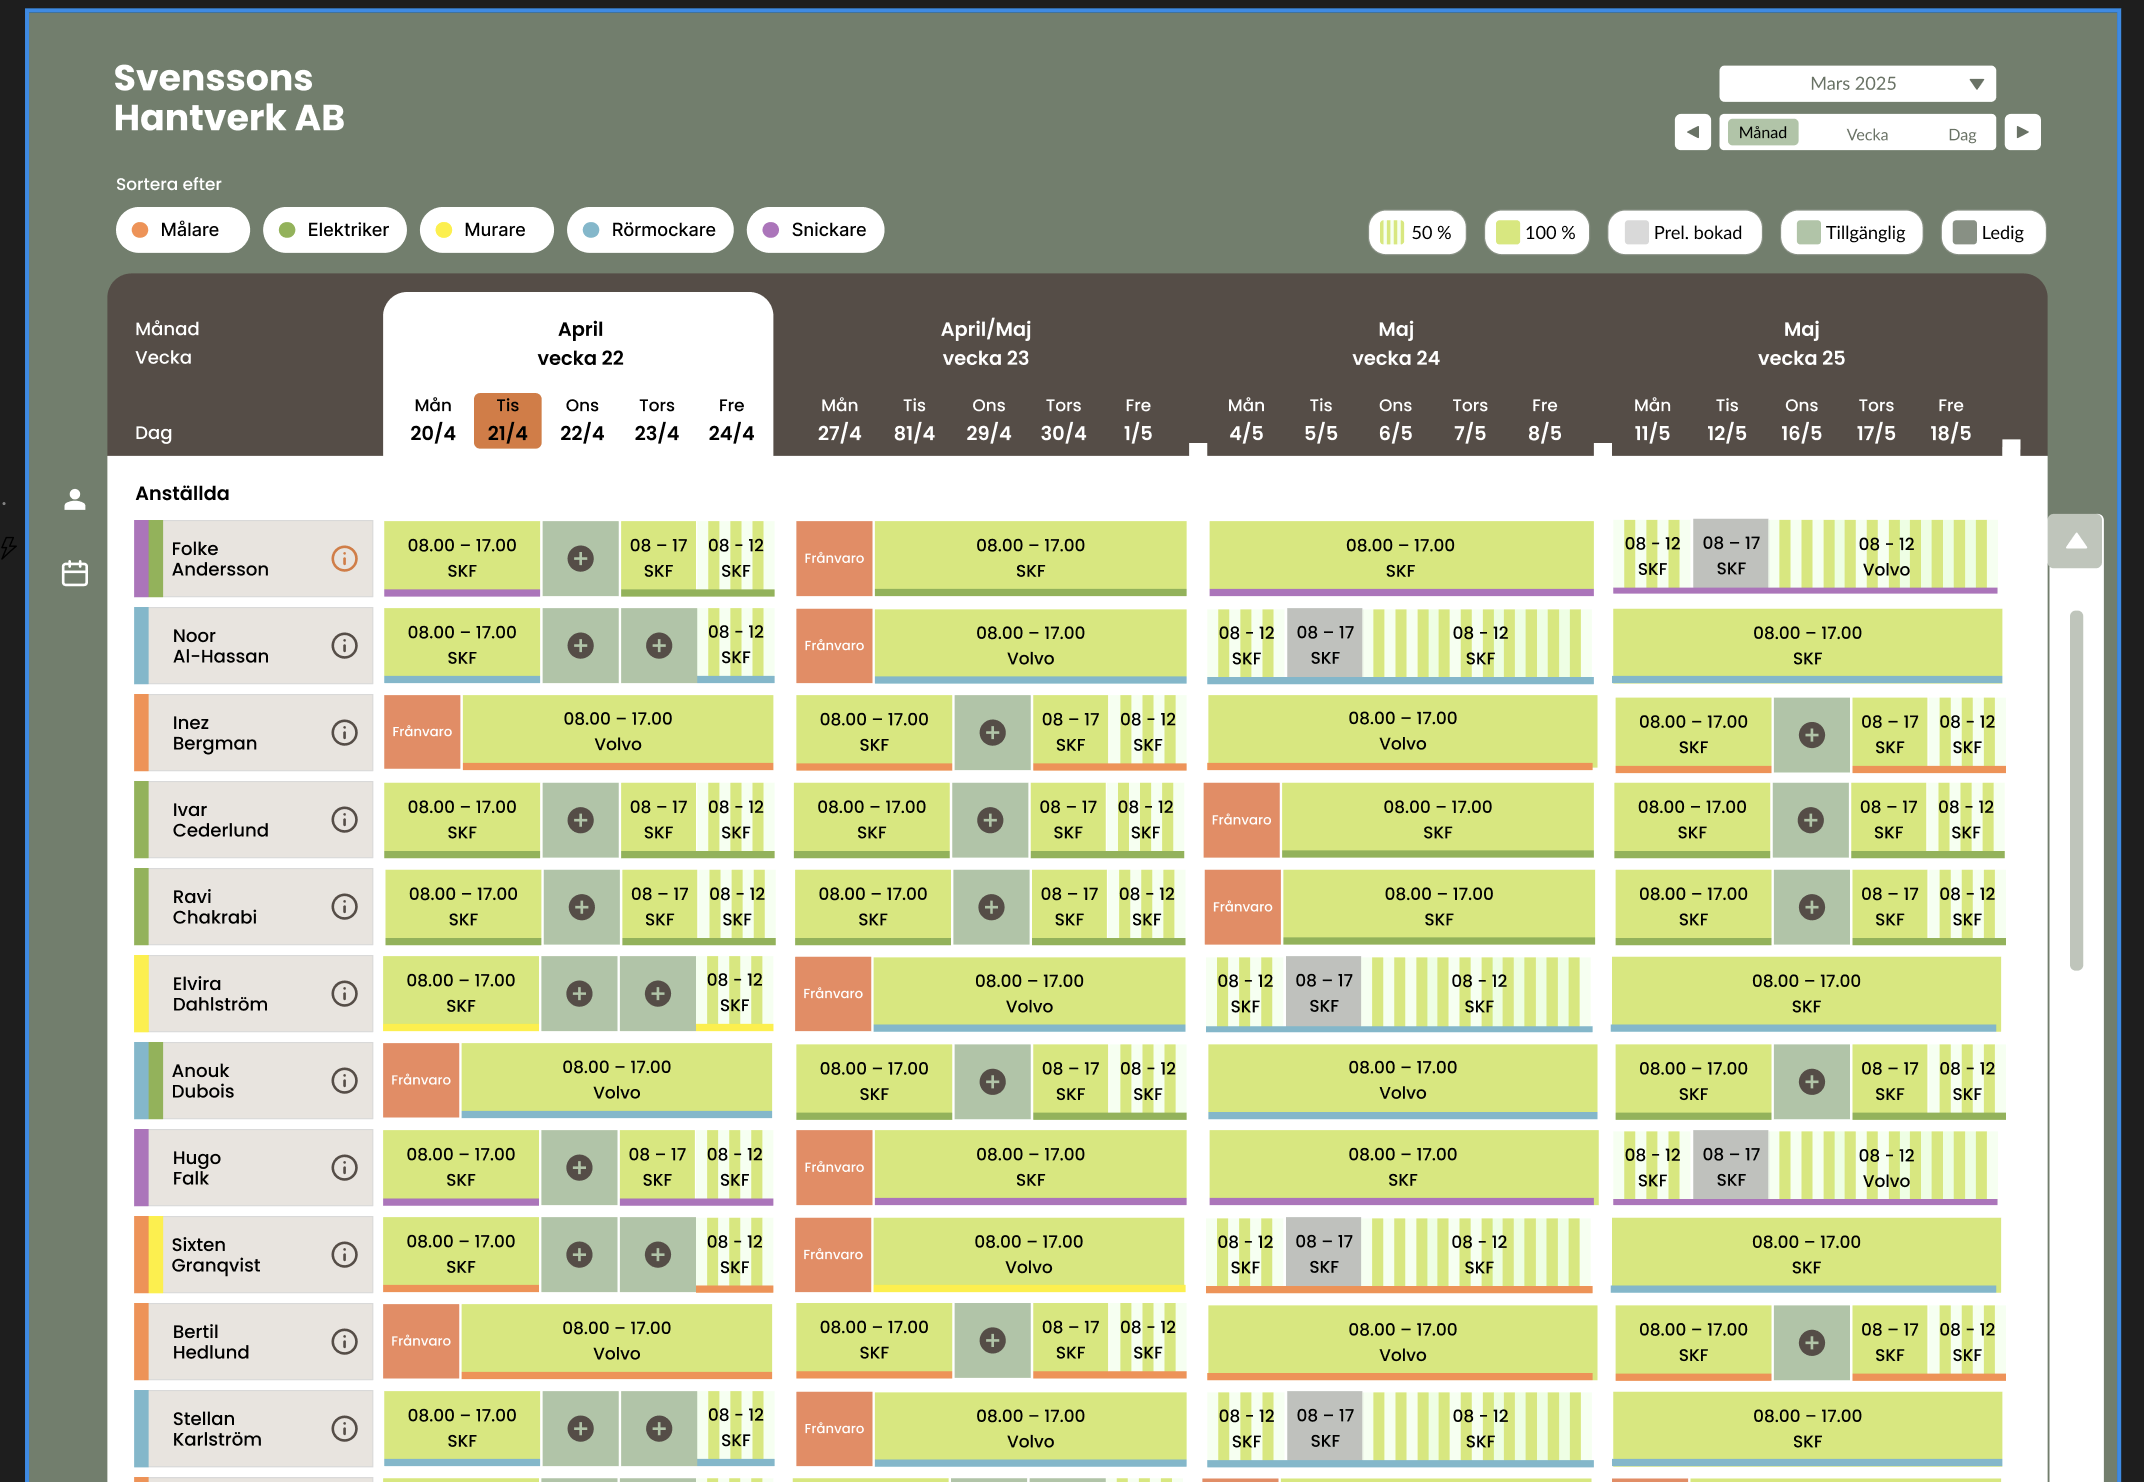 Svenssons
Hantverk AB
Mars 2025
Månad Vecka Dag
Sortera efter
Målare Elektriker Murare Rörmockare Snickare
50 % 100 % Prel. bokad Tillgänglig Ledig
Månad April April/Maj Maj Maj
Vecka vecka 22 vecka 23 vecka 24 vecka 25
Mån Tis Ons Tors Fre Mån Tis Ons Tors Fre Mån Tis Ons Tors Fre Mån Tis Ons Tors Fre
Dag 20/4 21/4 22/4 23/4 24/4 27/4 81/4 29/4 30/4 1/5 4/5 5/5 6/5 7/5 8/5 11/5 12/5 16/5 17/5 18/5
Anställda
Folke 08.00 – 17.00 08 – 17 08 - 12 Frånvaro 08.00 – 17.00 08.00 – 17.00 08 - 12 08 – 17 08 - 12
Andersson SKF SKF SKF SKF SKF SKF SKF Volvo
Noor 08.00 – 17.00 08 - 12 Frånvaro 08.00 – 17.00 08 - 12 08 – 17 08 - 12 08.00 – 17.00
Al-Hassan SKF SKF Volvo SKF SKF SKF SKF
Inez Frånvaro 08.00 – 17.00 08.00 – 17.00 08 – 17 08 - 12 08.00 – 17.00 08.00 – 17.00 08 – 17 08 - 12
Bergman Volvo SKF SKF SKF Volvo SKF SKF SKF
Ivar 08.00 – 17.00 08 – 17 08 - 12 08.00 – 17.00 08 – 17 08 - 12 Frånvaro 08.00 – 17.00 08.00 – 17.00 08 – 17 08 - 12
Cederlund SKF SKF SKF SKF SKF SKF SKF SKF SKF SKF
Ravi 08.00 – 17.00 08 – 17 08 - 12 08.00 – 17.00 08 – 17 08 - 12 Frånvaro 08.00 – 17.00 08.00 – 17.00 08 – 17 08 - 12
Chakrabi SKF SKF SKF SKF SKF SKF SKF SKF SKF SKF
Elvira 08.00 – 17.00 08 - 12 Frånvaro 08.00 – 17.00 08 - 12 08 – 17 08 - 12 08.00 – 17.00
Dahlström SKF SKF Volvo SKF SKF SKF SKF
Anouk Frånvaro 08.00 – 17.00 08.00 – 17.00 08 – 17 08 - 12 08.00 – 17.00 08.00 – 17.00 08 – 17 08 - 12
Dubois Volvo SKF SKF SKF Volvo SKF SKF SKF
Hugo 08.00 – 17.00 08 – 17 08 - 12 Frånvaro 08.00 – 17.00 08.00 – 17.00 08 - 12 08 – 17 08 - 12
Falk SKF SKF SKF SKF SKF SKF SKF Volvo
Sixten 08.00 – 17.00 08 - 12 Frånvaro 08.00 – 17.00 08 - 12 08 – 17 08 - 12 08.00 – 17.00
Granqvist SKF SKF Volvo SKF SKF SKF SKF
Bertil Frånvaro 08.00 – 17.00 08.00 – 17.00 08 – 17 08 - 12 08.00 – 17.00 08.00 – 17.00 08 – 17 08 - 12
Hedlund Volvo SKF SKF SKF Volvo SKF SKF SKF
Stellan 08.00 – 17.00 08 - 12 Frånvaro 08.00 – 17.00 08 - 12 08 – 17 08 - 12 08.00 – 17.00
Karlström SKF SKF Volvo SKF SKF SKF SKF